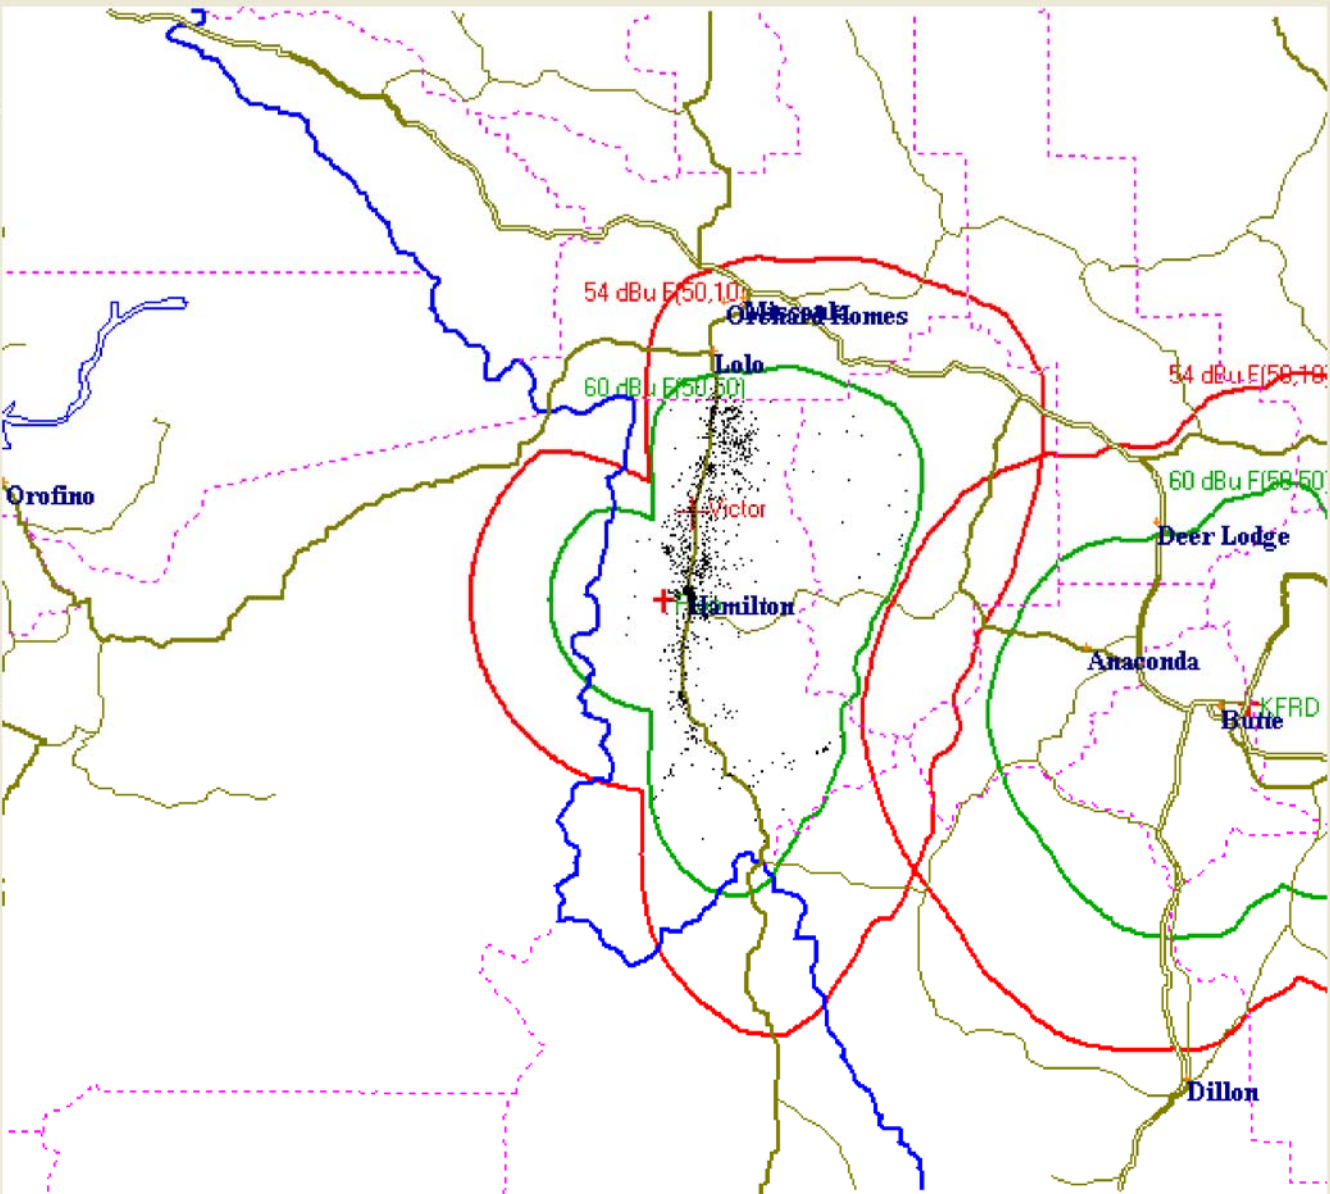 54 dBu F(50,10)
Orchard Homes
Lolo
54 dBu F(50,10
60 dBu F(50,50)
60 dBu F(50,50)
Orofino
Victor
Deer Lodge
Hamilton
Anaconda
KFRD
Butte
Dillon